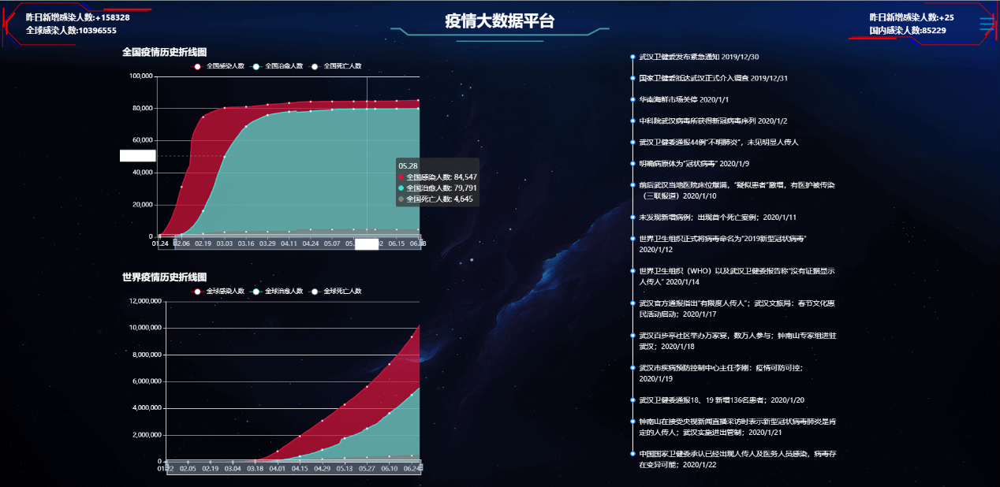 昨日新增感染人数:+158328
全球感染人数:10396555
疫情大数据平台
昨日新增感染人数:+25
国内感染人数:85229
全国疫情历史折线图
全国感染人数 全国治愈人数 全国死亡人数
100,000
80,000
60,000
40,000
20,000
0
01.24 02.06 02.19 03.03 03.16 03.29 04.11 04.24 05.07 06.15
05.28
全国感染人数: 84,547
全国治愈人数: 79,791
全国死亡人数: 4,645
世界疫情历史折线图
全球感染人数 全球治愈人数 全球死亡人数
12,000,000
10,000,000
8,000,000
6,000,000
4,000,000
2,000,000
0
01.22 02.05 02.19 03.04 03.18 04.01 04.15 04.29 05.13 05.27 06.10 06.24
武汉卫健委发布紧急通知 2019/12/30
国家卫健委抵达武汉正式介入调查 2019/12/31
华南海鲜市场关停 2020/1/1
中科院武汉病毒所获得新冠病毒序列 2020/1/2
武汉卫健委通报44例"不明肺炎"，未见明显人传人
明确病原体为"冠状病毒" 2020/1/9
前后武汉当地医院床位爆满，"疑似患者"激增，有医护被传染
（三联报道）2020/1/10
未发现新增病例；出现首个死亡案例；2020/1/11
世界卫生组织正式将病毒命名为"2019新型冠状病毒"
2020/1/12
世界卫生组织（WHO）以及武汉卫健委报告称"没有证据显示
人传人" 2020/1/14
武汉官方通报指出"有限度人传人"；武汉文旅局：春节文化惠
民活动启动；2020/1/17
武汉百步亭社区举办万家宴，数万人参与；钟南山专家组进驻
武汉；2020/1/18
武汉市疾病预防控制中心主任李刚：疫情可防可控；
2020/1/19
武汉卫健委通报18、19 新增136名患者；2020/1/20
钟南山在接受央视新闻直播采访时表示新型冠状病毒肺炎是肯
定的人传人；武汉实施进出管制；2020/1/21
中国国家卫健委承认已经出现人传人及医务人员感染，病毒存
在变异可能；2020/1/22